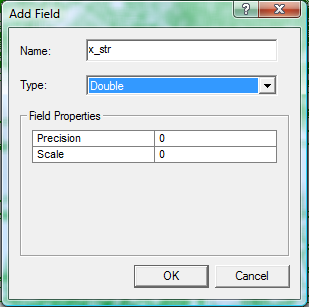 Add Field
Name: x_str
Type: Double
Field Properties
Precision 0
Scale 0
OK Cancel